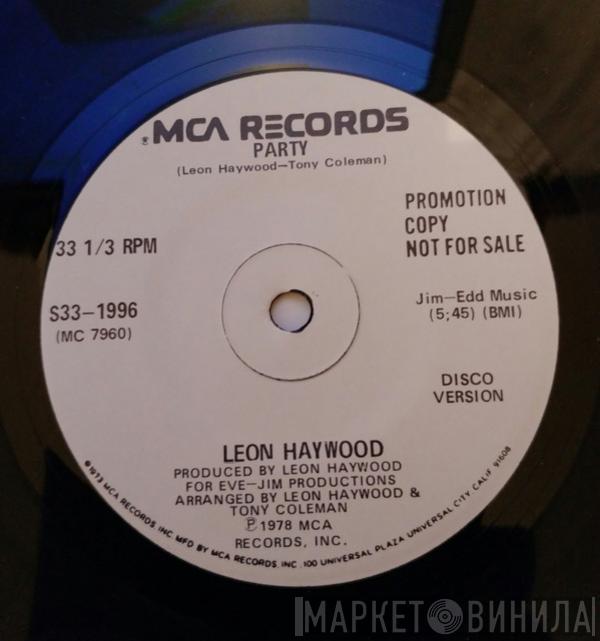 ® MCA RECORDS
PARTY
(Leon Haywood—Tony Coleman)
PROMOTION
COPY
NOT FOR SALE
33 1/3 RPM
S33—1996
(MC 7960)
Jim—Edd Music
(5;45) (BMI)
DISCO
VERSION
LEON HAYWOOD
PRODUCED BY LEON HAYWOOD
FOR EVE—JIM PRODUCTIONS
ARRANGED BY LEON HAYWOOD &
TONY COLEMAN
℗1978 MCA
RECORDS, INC.
©1973 MCA RECORDS INC MFD BY MCA RECORDS, INC. 100 UNIVERSAL PLAZA UNIVERSAL CITY, CALIF 91608
МАРКЕТ ВИНИЛА